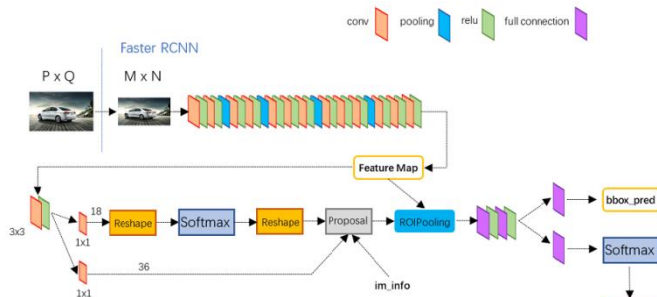 conv pooling relu full connection
Faster RCNN
P x Q
M x N
Feature Map
18
3x3
1x1
Reshape
Softmax
Reshape
Proposal
ROIPooling
bbox_pred
Softmax
36
1x1
im_info